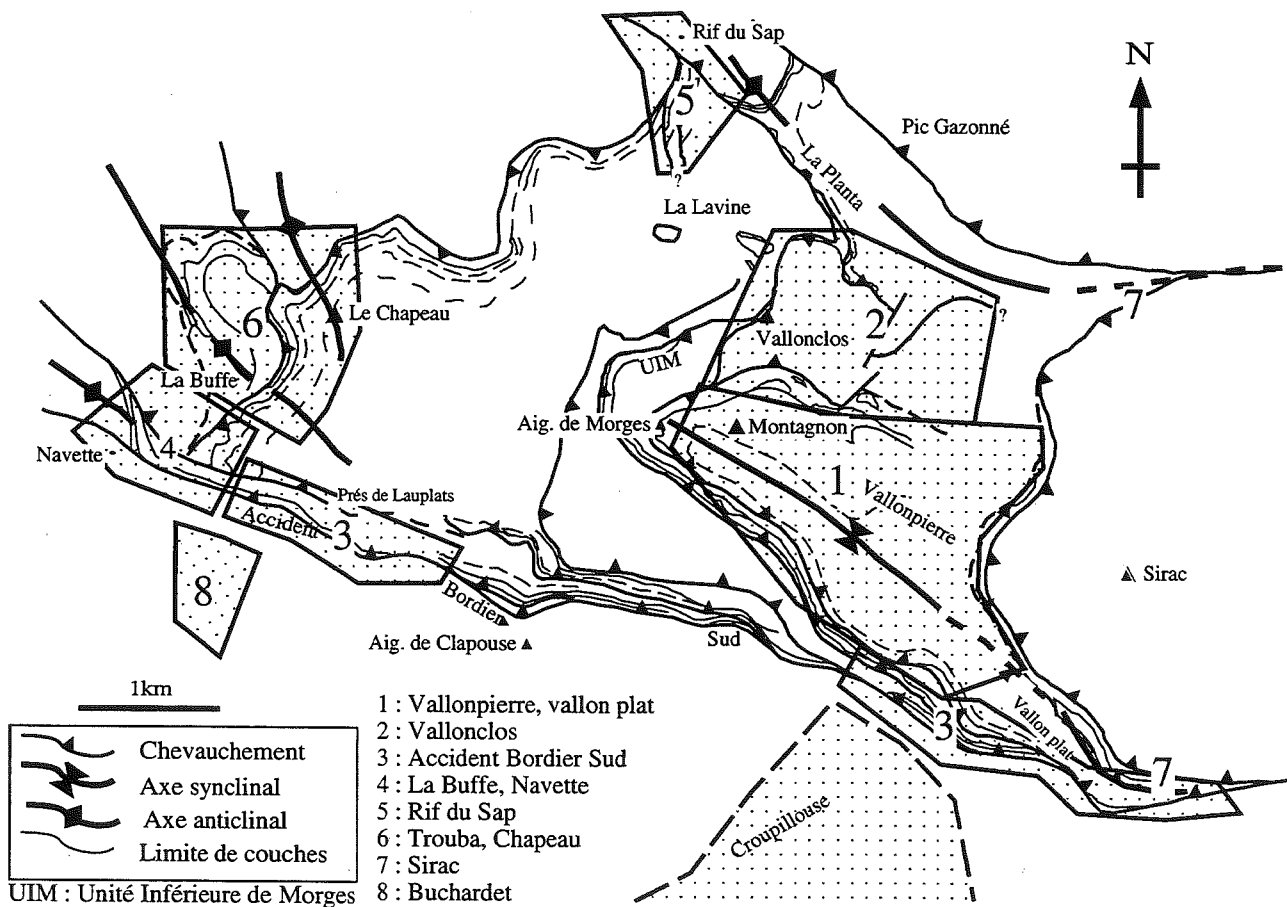 Rif du Sap
N
5
Pic Gazonné
La Planta
?
La Lavine
7
6
Le Chapeau
2
?
Vallonclos
UIM
La Buffe
Aig. de Morges
Montagnon
Navette
4
1
Vallonpierre
Prés de Lauplats
Accident
3
Sirac
8
Bordier
Aig. de Clapouse
Sud
1km
Vallon plat
3
7
Croupillouse
Chevauchement
Axe synclinal
Axe anticlinal
Limite de couches
UIM : Unité Inférieure de Morges
1 : Vallonpierre, vallon plat
2 : Vallonclos
3 : Accident Bordier Sud
4 : La Buffe, Navette
5 : Rif du Sap
6 : Trouba, Chapeau
7 : Sirac
8 : Buchardet